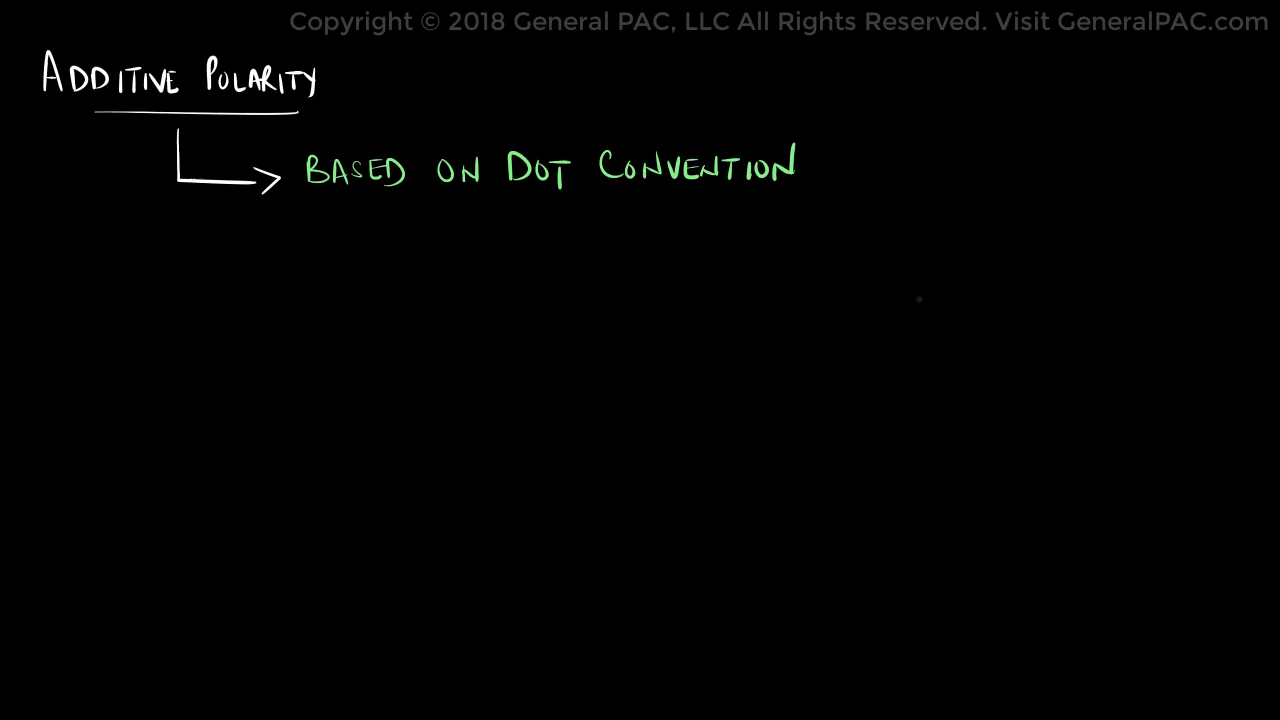 Copyright © 2018 General PAC, LLC All Rights Reserved. Visit GeneralPAC.com
ADDITIVE POLARITY
BASED ON DOT CONVENTION